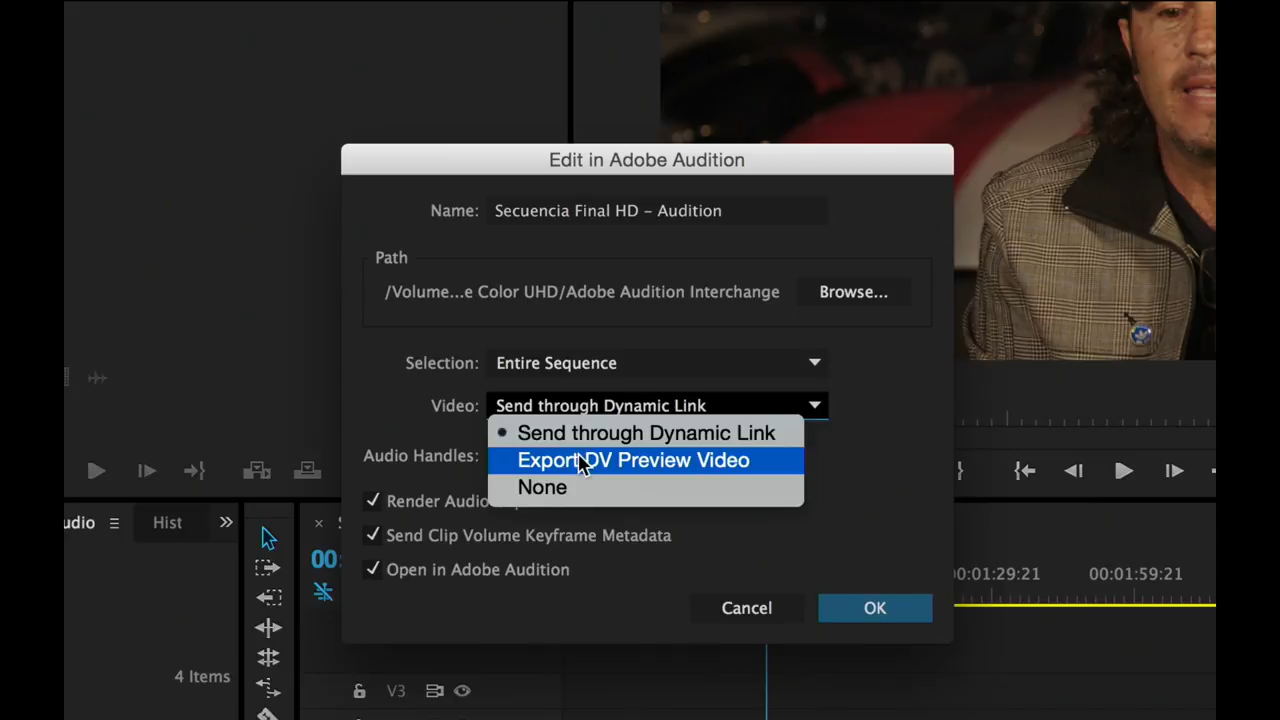 Edit in Adobe Audition
Name: Secuencia Final HD - Audition
Path
/Volume...e Color UHD/Adobe Audition Interchange Browse...
Selection: Entire Sequence
Video: Send through Dynamic Link
Send through Dynamic Link
Export DV Preview Video
None
Audio Handles:
Render Audio
Send Clip Volume Keyframe Metadata
Open in Adobe Audition
Cancel OK
udio Hist
00:
0:01:29:21 00:01:59:21
4 Items
V3